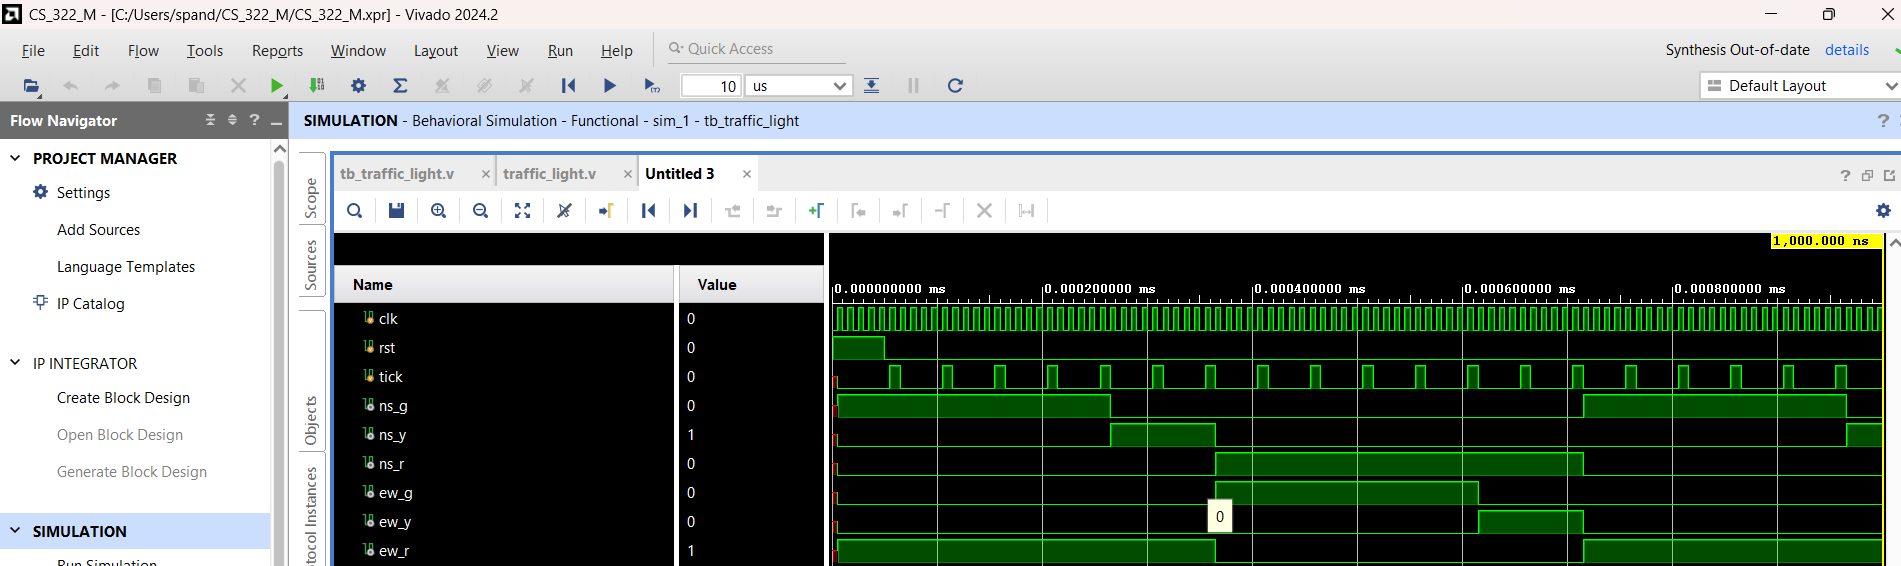 CS_322_M - [C:/Users/spand/CS_322_M/CS_322_M.xpr] - Vivado 2024.2
File Edit Flow Tools Reports Window Layout View Run Help Quick Access
Synthesis Out-of-date details
10 us
Default Layout
Flow Navigator
SIMULATION - Behavioral Simulation - Functional - sim_1 - tb_traffic_light
PROJECT MANAGER
Settings
Add Sources
Language Templates
IP Catalog
IP INTEGRATOR
Create Block Design
Open Block Design
Generate Block Design
SIMULATION
Run Simulation
Scope
Sources
Objects
otocol Instances
tb_traffic_light.v
traffic_light.v
Untitled 3
1,000.000 ns
Name Value
0.000000000 ms 0.000200000 ms 0.000400000 ms 0.000600000 ms 0.000800000 ms
clk 0
rst 0
tick 0
ns_g 0
ns_y 1
ns_r 0
ew_g 0
ew_y 0
ew_r 1
0